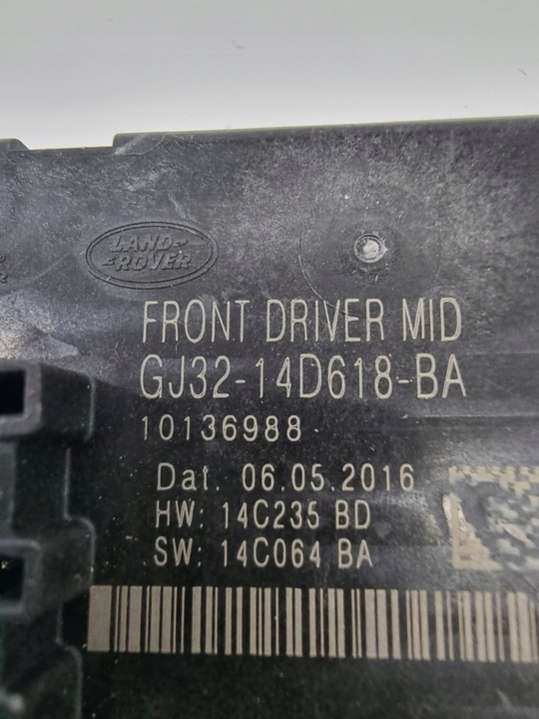 LAND-
ROVER
FRONT DRIVER MID
GJ32-14D618-BA
10136988
Dat. 06.05.2016
HW: 14C235 BD
SW: 14C064 BA